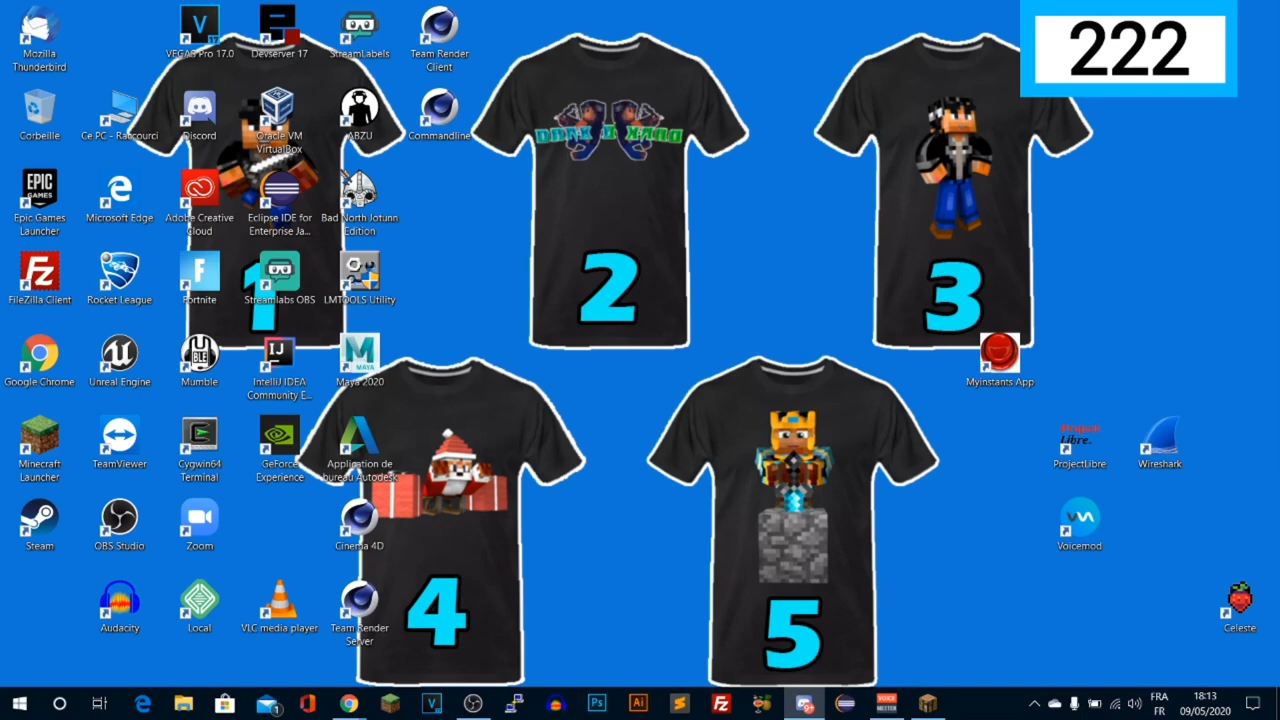 222
Mozilla
Thunderbird
VEGAS Pro 17.0
Devserver 17
StreamLabels
Team Render
Client
Corbeille
Ce PC - Raccourci
Discord
Oracle VM
VirtualBox
ABZU
Commandline
EPIC
GAMES
Epic Games
Launcher
Microsoft Edge
Adobe Creative
Cloud
Eclipse IDE for
Enterprise Ja...
Bad North Jotunn
Edition
FileZilla Client
Rocket League
Fortnite
Streamlabs OBS
LMTOOLS Utility
1
2
3
Google Chrome
Unreal Engine
Mumble
IntelliJ IDEA
Community E...
Maya 2020
Myinstants App
Minecraft
Launcher
TeamViewer
Cygwin64
Terminal
GeForce
Experience
Application de
bureau Autodesk
ProjectLibre
Wireshark
Steam
OBS Studio
Zoom
Cinema 4D
Voicemod
Audacity
Local
VLC media player
Team Render
Server
Celeste
4
5
FRA
FR
18:13
09/05/2020